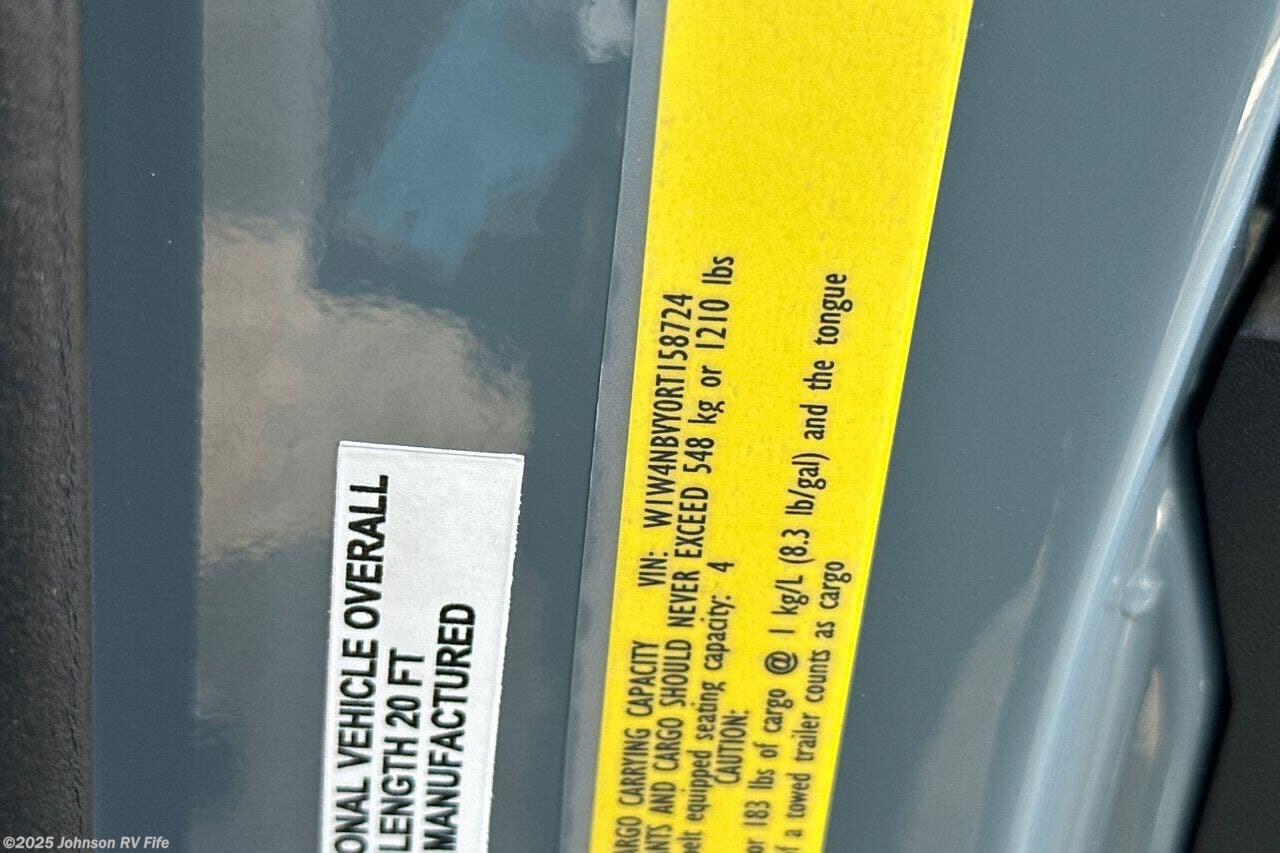 ONAL VEHICLE OVERALL
LENGTH 20 FT
MANUFACTURED
ARGO CARRYING CAPACITY VIN: W1W4NBVY0RT158724
ANTS AND CARGO SHOULD NEVER EXCEED 548 kg or 1210 lbs
belt equipped seating capacity: 4
CAUTION:
or 183 lbs of cargo @ 1 kg/L (8.3 lb/gal) and the tongue
f a towed trailer counts as cargo
©2025 Johnson RV Fife